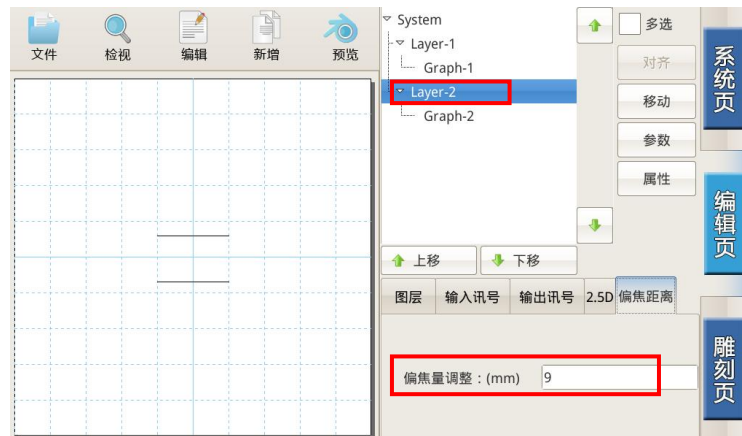 文件 检视 编辑 新增 预览
System
Layer-1
Graph-1
Layer-2
Graph-2
多选
对齐
移动
参数
属性
上移 下移
图层 输入讯号 输出讯号 2.5D 偏焦距离
偏焦量调整：(mm) 9
系统页
编辑页
雕刻页